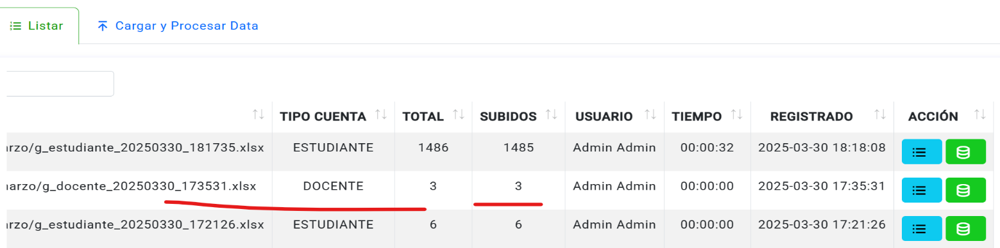 Listar
Cargar y Procesar Data
TIPO CUENTA TOTAL SUBIDOS USUARIO TIEMPO REGISTRADO ACCIÓN
rzo/g_estudiante_20250330_181735.xlsx ESTUDIANTE 1486 1485 Admin Admin 00:00:32 2025-03-30 18:18:08
arzo/g_docente_20250330_173531.xlsx DOCENTE 3 3 Admin Admin 00:00:00 2025-03-30 17:35:31
rzo/g_estudiante_20250330_172126.xlsx ESTUDIANTE 6 6 Admin Admin 00:00:00 2025-03-30 17:21:26